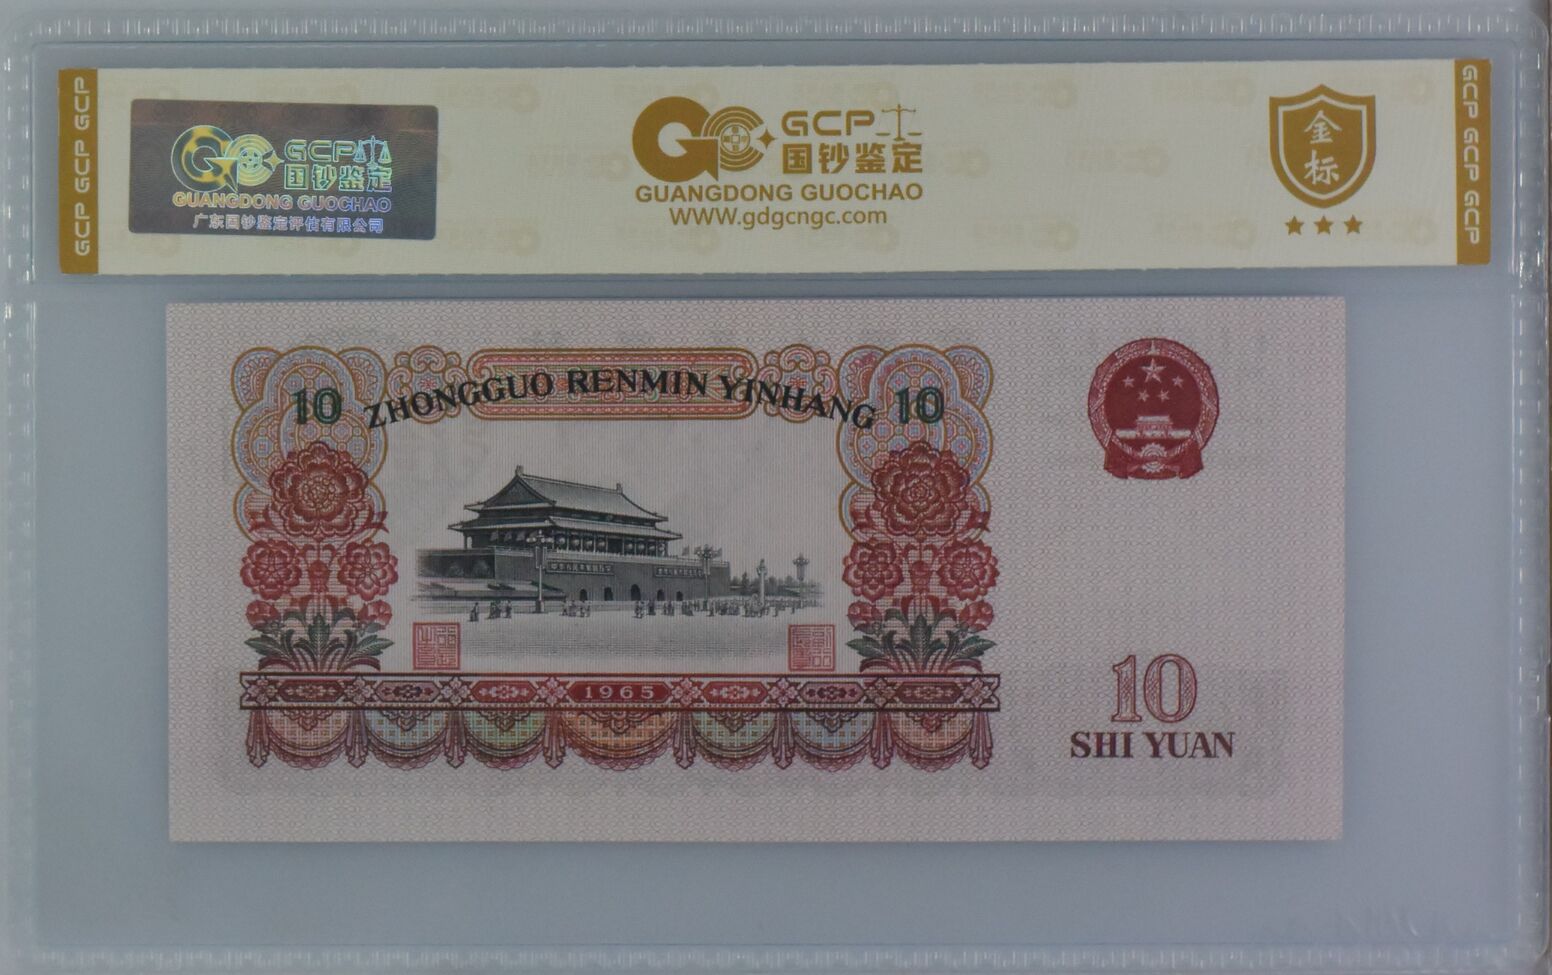 GCP GCP GCP
GCP
国钞鉴定
GUANGDONG GUOCHAO
广东国钞鉴定评估有限公司
GCP
国钞鉴定
GUANGDONG GUOCHAO
WWW.gdgcngc.com
金
标
GCP GCP GCP
10 ZHONGGUO RENMIN YINHANG 10
1965
10
SHI YUAN